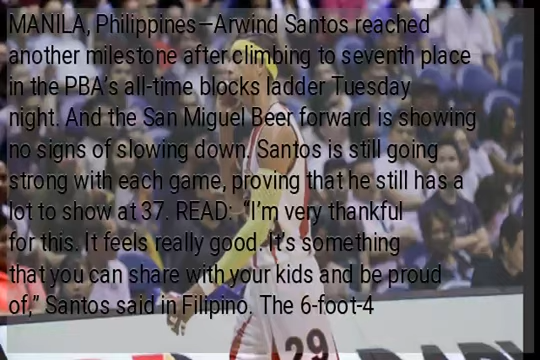 MANILA, Philippines—Arwind Santos reached
another milestone after climbing to seventh place
in the PBA's all-time blocks ladder Tuesday
night. And the San Miguel Beer forward is showing
no signs of slowing down. Santos is still going
strong with each game, proving that he still has a
lot to show at 37. READ: “I'm very thankful
for this. It feels really good. It's something
that you can share with your kids and be proud
of,” Santos said in Filipino. The 6-foot-4
29